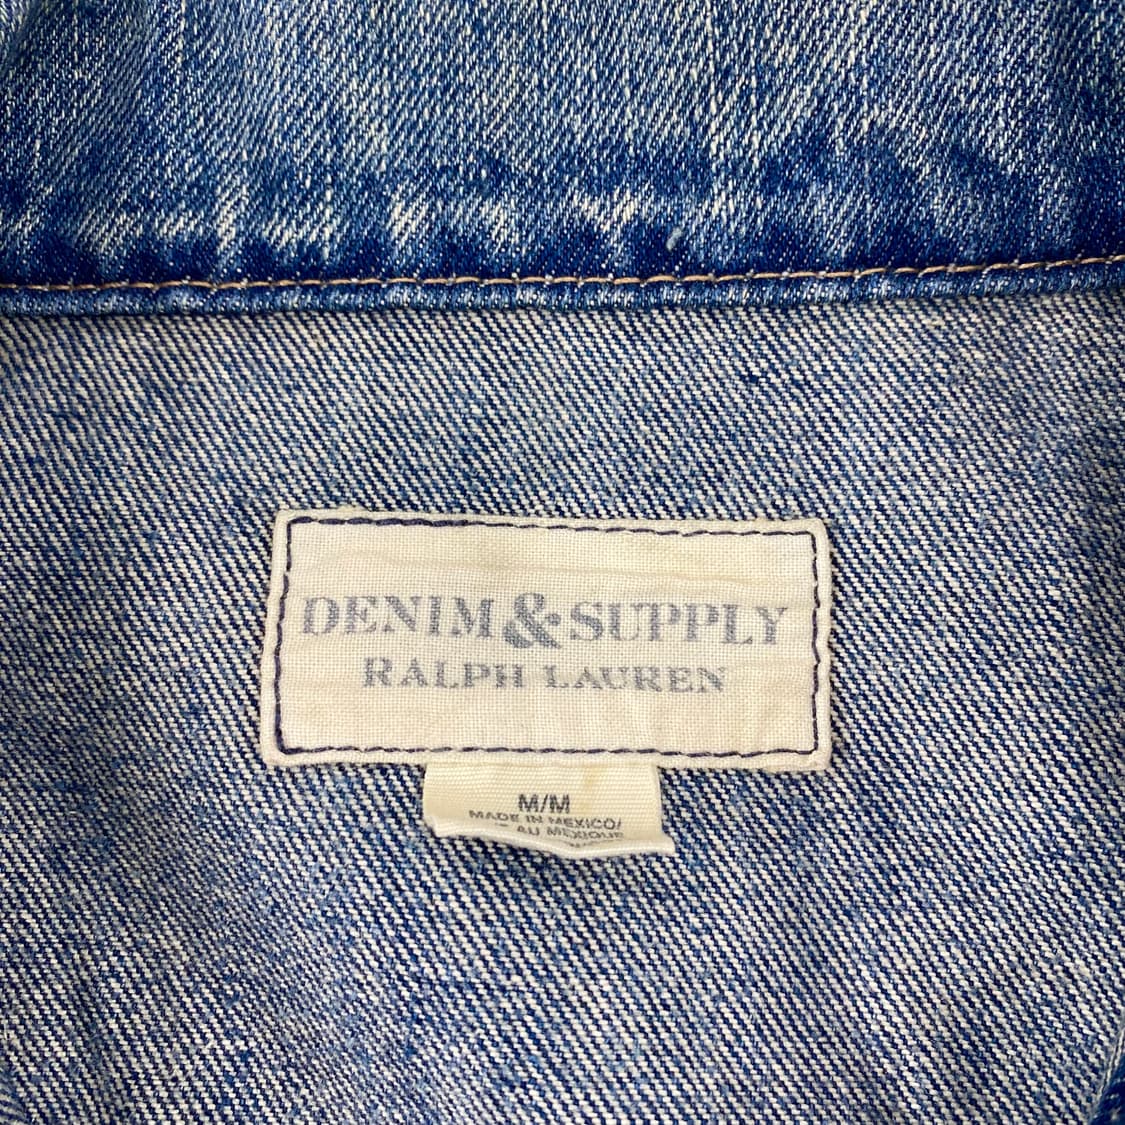 DENIM & SUPPLY
RALPH LAUREN
M/M
MADE IN MEXICO/
AU MEXIQUE